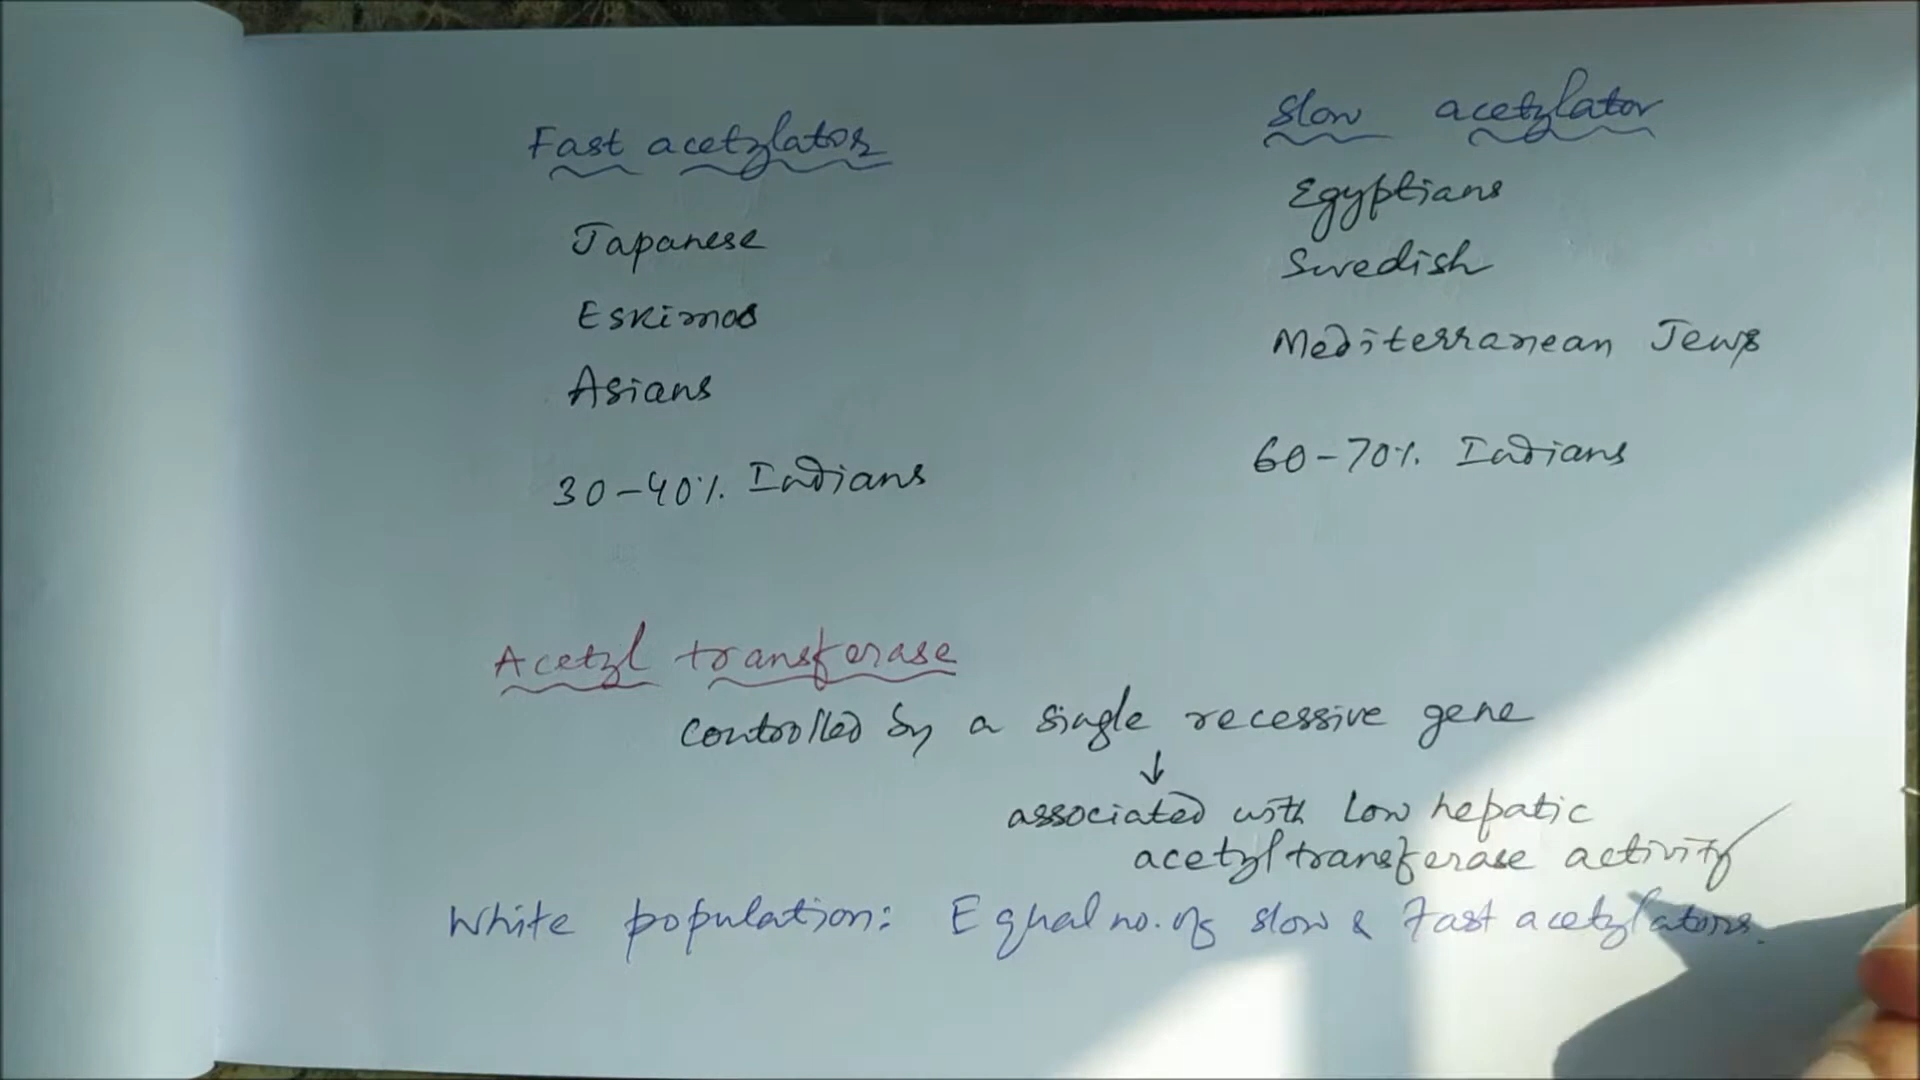 Fast acetylator
Japanese
Eskimos
Asians
30-40% Indians
Slow acetylator
Egyptians
Swedish
Mediterranean Jews
60-70% Indians
Acetyl transferase
Controlled by a single recessive gene
↓
associated with Low hepatic
acetyltransferase activity
White population: Equal no. of slow & Fast acetylators.